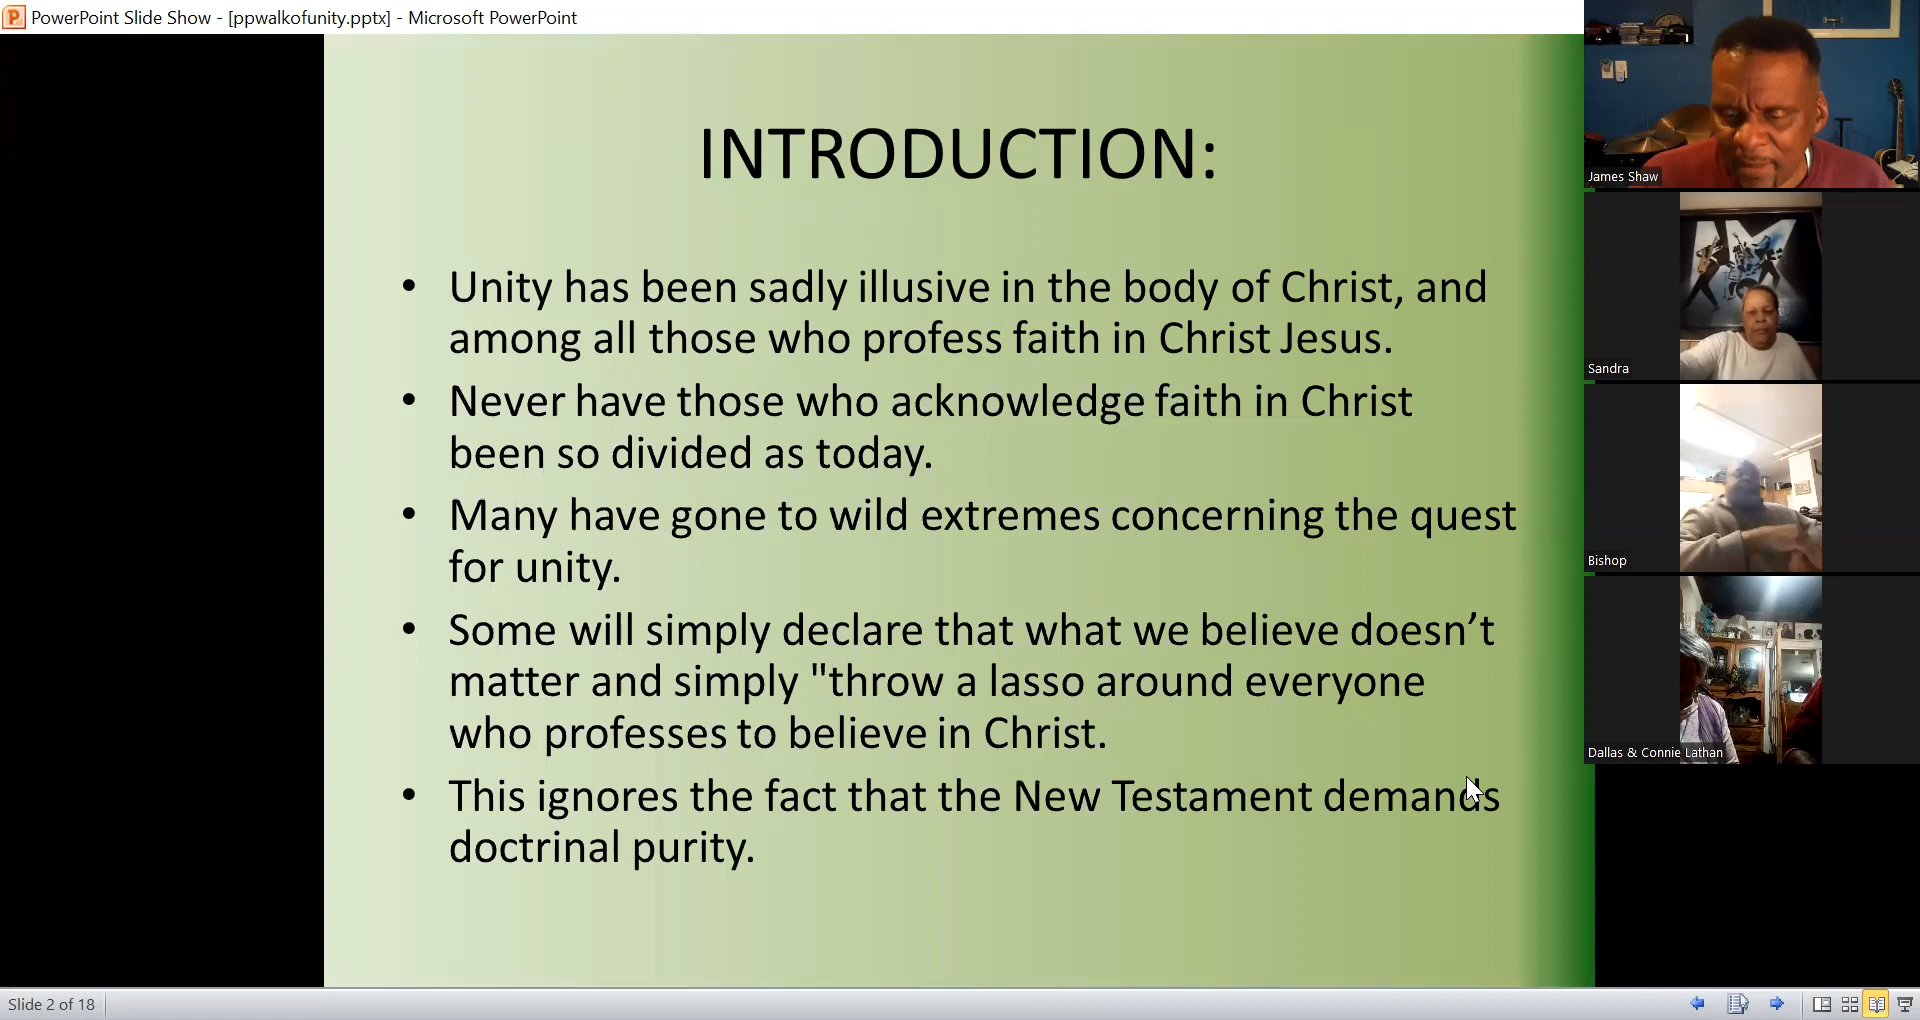 PowerPoint Slide Show - [ppwalkofunity.pptx] - Microsoft PowerPoint
INTRODUCTION:
• Unity has been sadly illusive in the body of Christ, and
among all those who profess faith in Christ Jesus.
• Never have those who acknowledge faith in Christ
been so divided as today.
• Many have gone to wild extremes concerning the quest
for unity.
• Some will simply declare that what we believe doesn’t
matter and simply "throw a lasso around everyone
who professes to believe in Christ.
• This ignores the fact that the New Testament demands
doctrinal purity.
James Shaw
Sandra
Bishop
Dallas & Connie Lathan
Slide 2 of 18